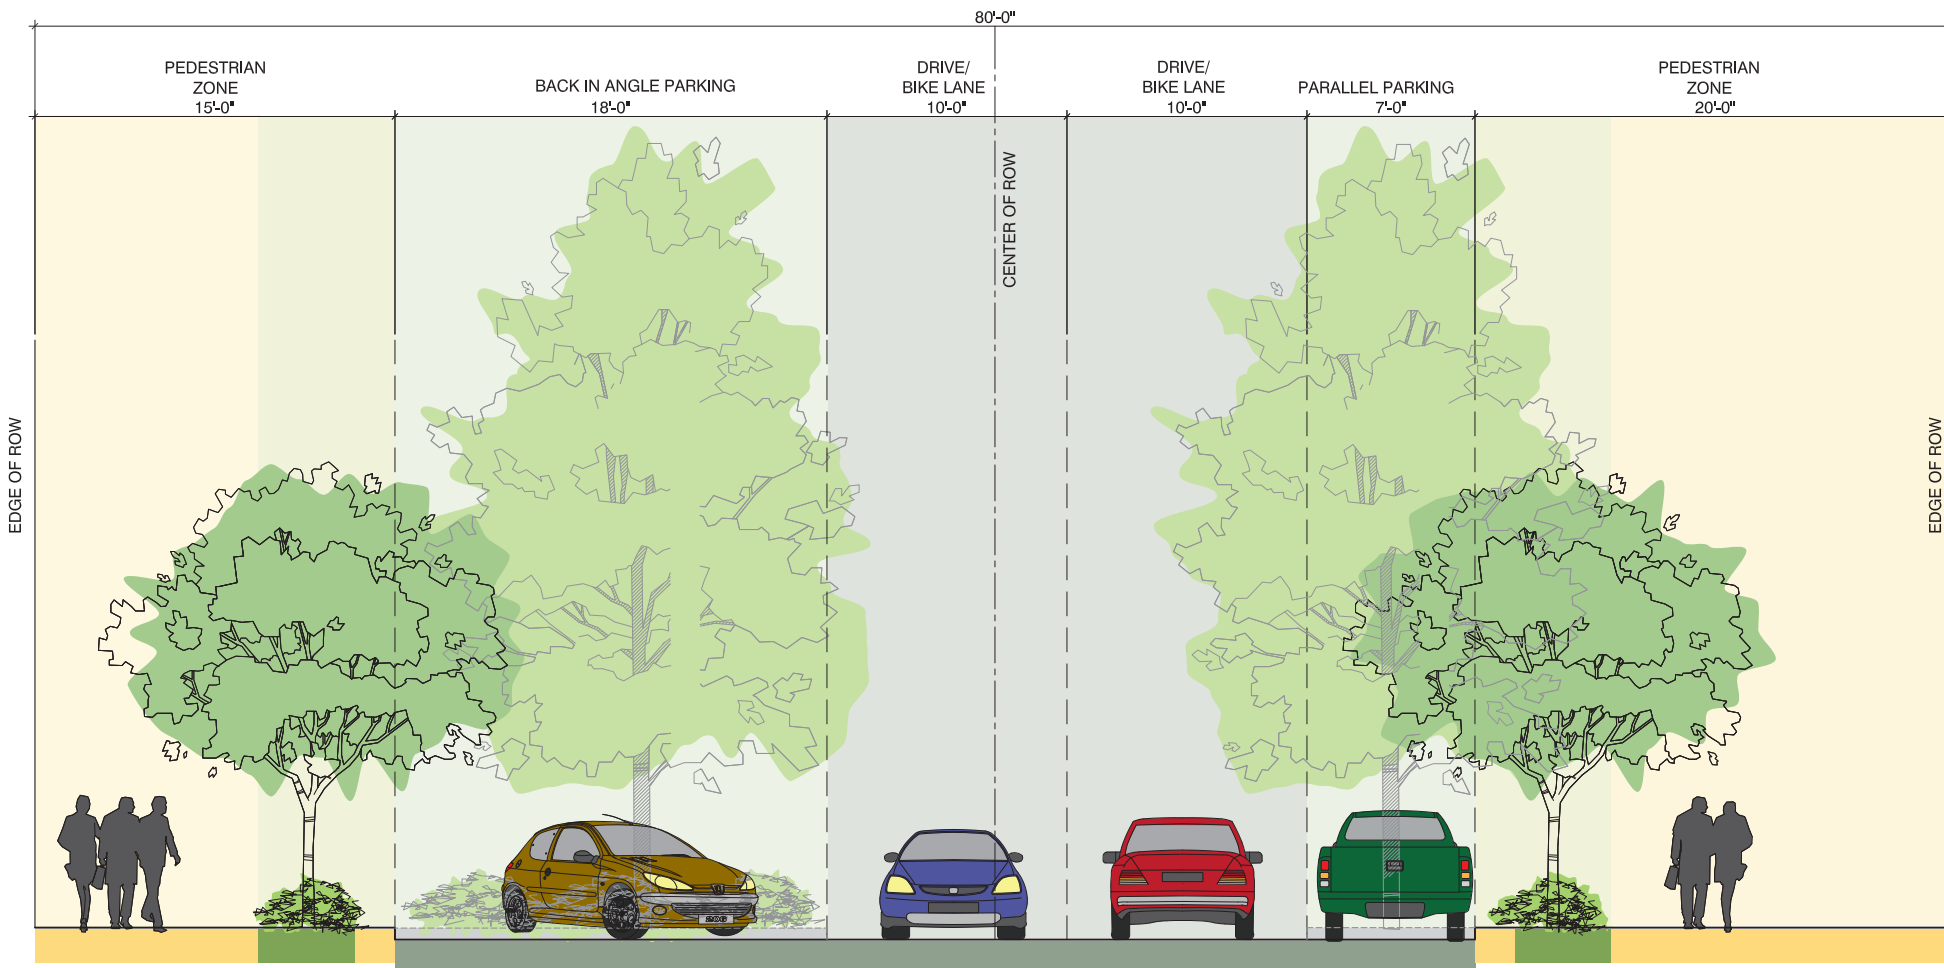 80'-0"
PEDESTRIAN
ZONE
15'-0"
BACK IN ANGLE PARKING
18'-0"
DRIVE/
BIKE LANE
10'-0"
DRIVE/
BIKE LANE
10'-0"
PARALLEL PARKING
7'-0"
PEDESTRIAN
ZONE
20'-0"
CENTER OF ROW
EDGE OF ROW
EDGE OF ROW
206